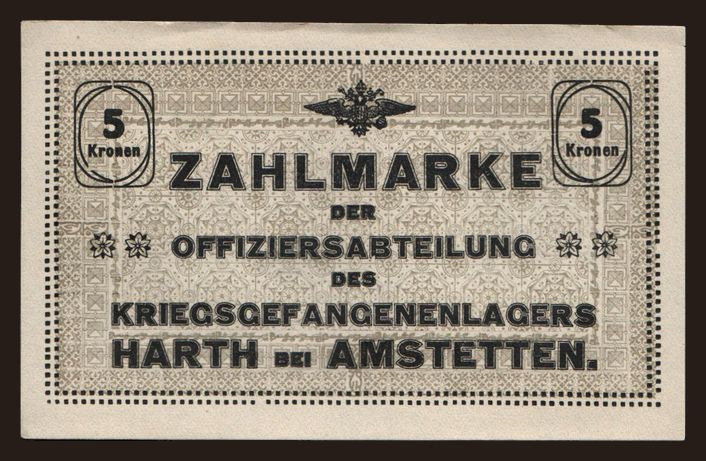 5 Kronen
5 Kronen
ZAHLMARKE
DER
OFFIZIERSABTEILUNG
DES
KRIEGSGEFANGENENLAGERS
HARTH BEI AMSTETTEN.